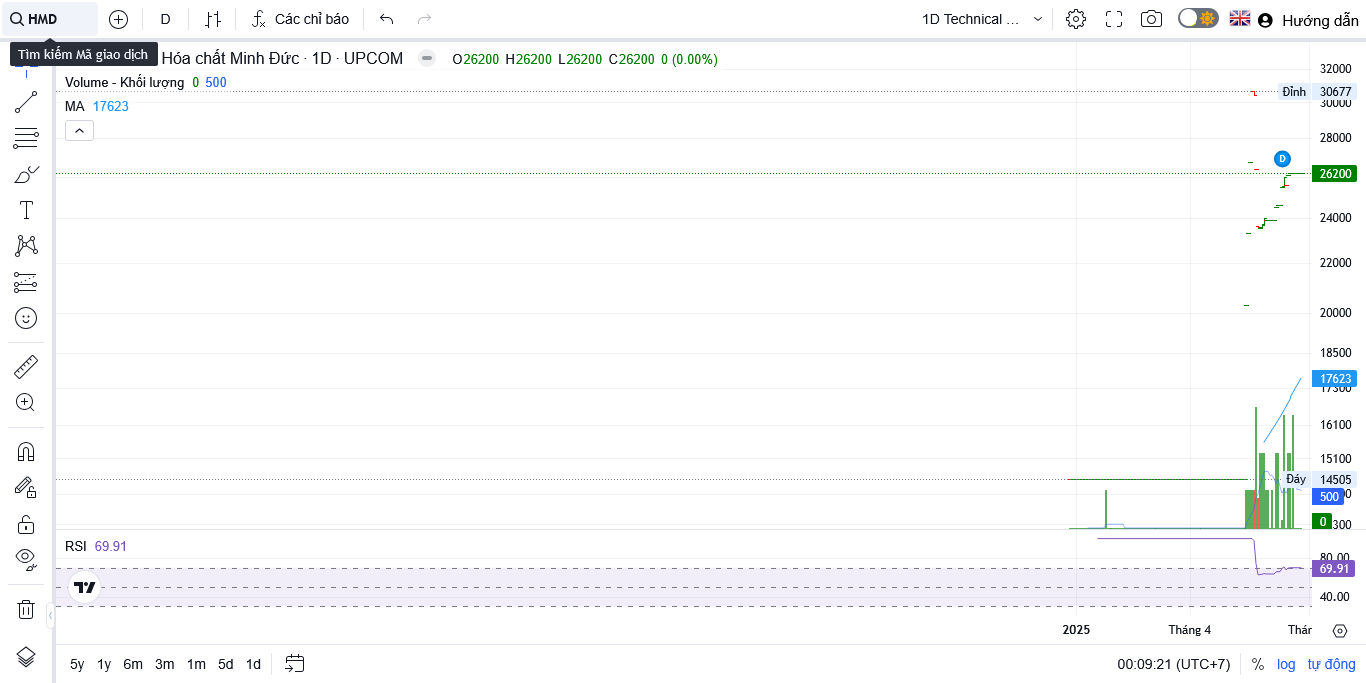 HMD D Các chỉ báo 1D Technical ... Hướng dẫn
Tìm kiếm Mã giao dịch
Hóa chất Minh Đức · 1D · UPCOM O26200 H26200 L26200 C26200 0 (0.00%)
Volume - Khối lượng 0 500
MA 17623
32000
Đỉnh 30677
30000
28000
D
26200
24000
22000
20000
18500
17623
17300
16100
15100
Đáy 14505
500
0
300
RSI 69.91
80.00
69.91
40.00
2025 Tháng 4 Thár
5y 1y 6m 3m 1m 5d 1d 00:09:21 (UTC+7) % log tự động